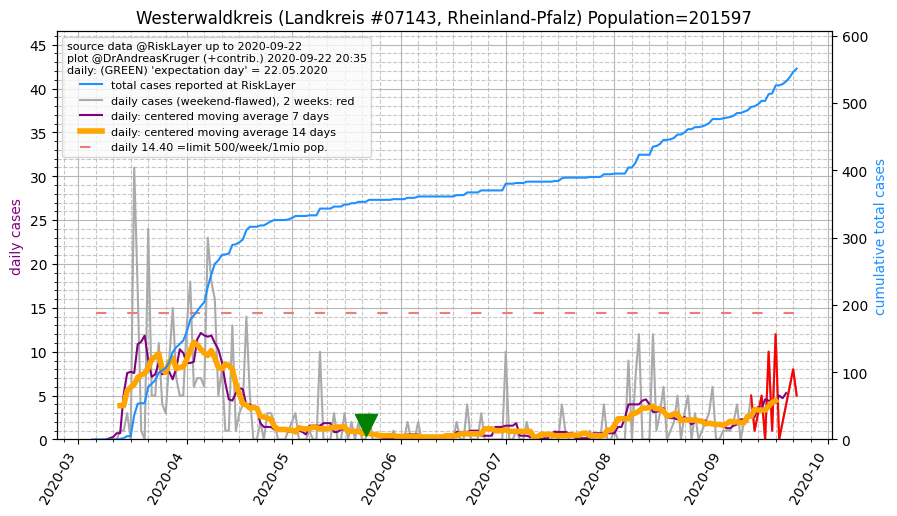 Westerwaldkreis (Landkreis #07143, Rheinland-Pfalz) Population=201597
source data @RiskLayer up to 2020-09-22
plot @DrAndreasKruger (+contrib.) 2020-09-22 20:35
daily: (GREEN) 'expectation day' = 22.05.2020
total cases reported at RiskLayer
daily cases (weekend-flawed), 2 weeks: red
daily: centered moving average 7 days
daily: centered moving average 14 days
daily 14.40 =limit 500/week/1mio pop.
daily cases
45
40
35
30
25
20
15
10
5
0
cumulative total cases
600
500
400
300
200
100
0
2020-03
2020-04
2020-05
2020-06
2020-07
2020-08
2020-09
2020-10